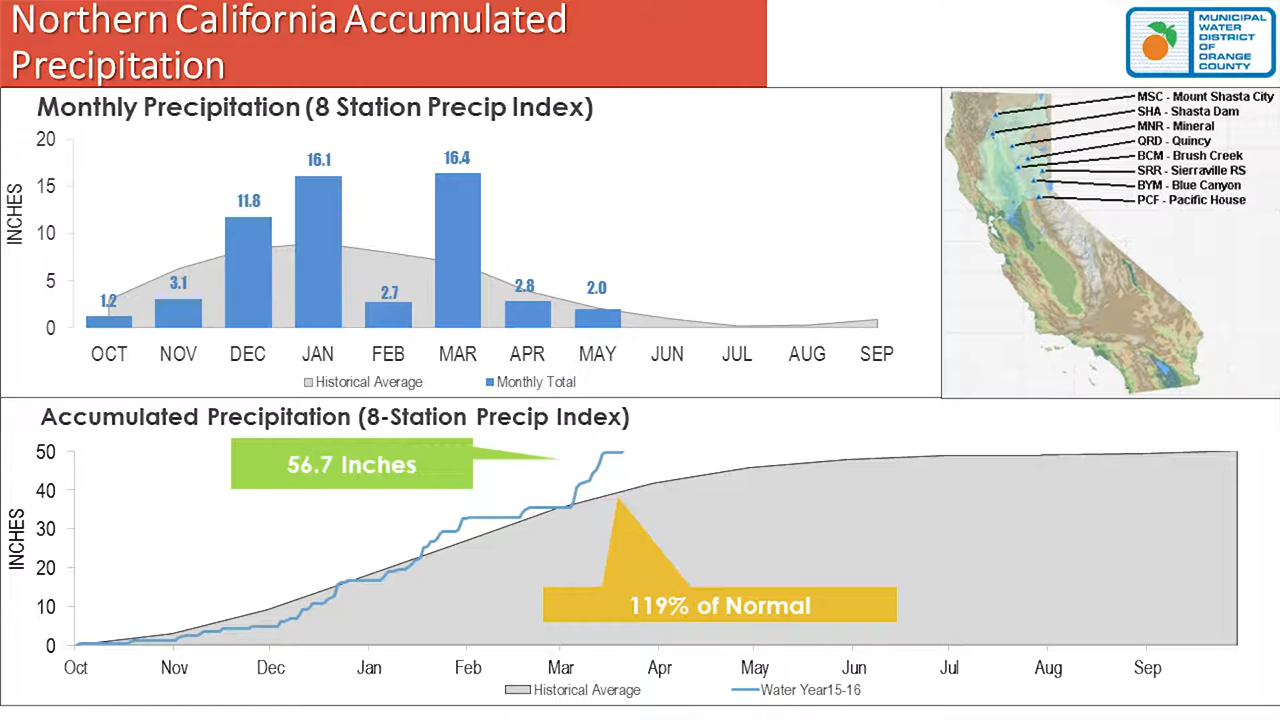 Northern California Accumulated
Precipitation
MUNICIPAL
WATER
DISTRICT
OF
ORANGE
COUNTY
Monthly Precipitation (8 Station Precip Index)
INCHES
20
15
10
5
0
1.2
3.1
11.8
16.1
2.7
16.4
2.8
2.0
OCT NOV DEC JAN FEB MAR APR MAY JUN JUL AUG SEP
Historical Average Monthly Total
MSC - Mount Shasta City
SHA - Shasta Dam
MNR - Mineral
QRD - Quincy
BCM - Brush Creek
SRR - Sierraville RS
BYM - Blue Canyon
PCF - Pacific House
Accumulated Precipitation (8-Station Precip Index)
INCHES
50
40
30
20
10
0
56.7 Inches
119% of Normal
Oct Nov Dec Jan Feb Mar Apr May Jun Jul Aug Sep
Historical Average Water Year15-16